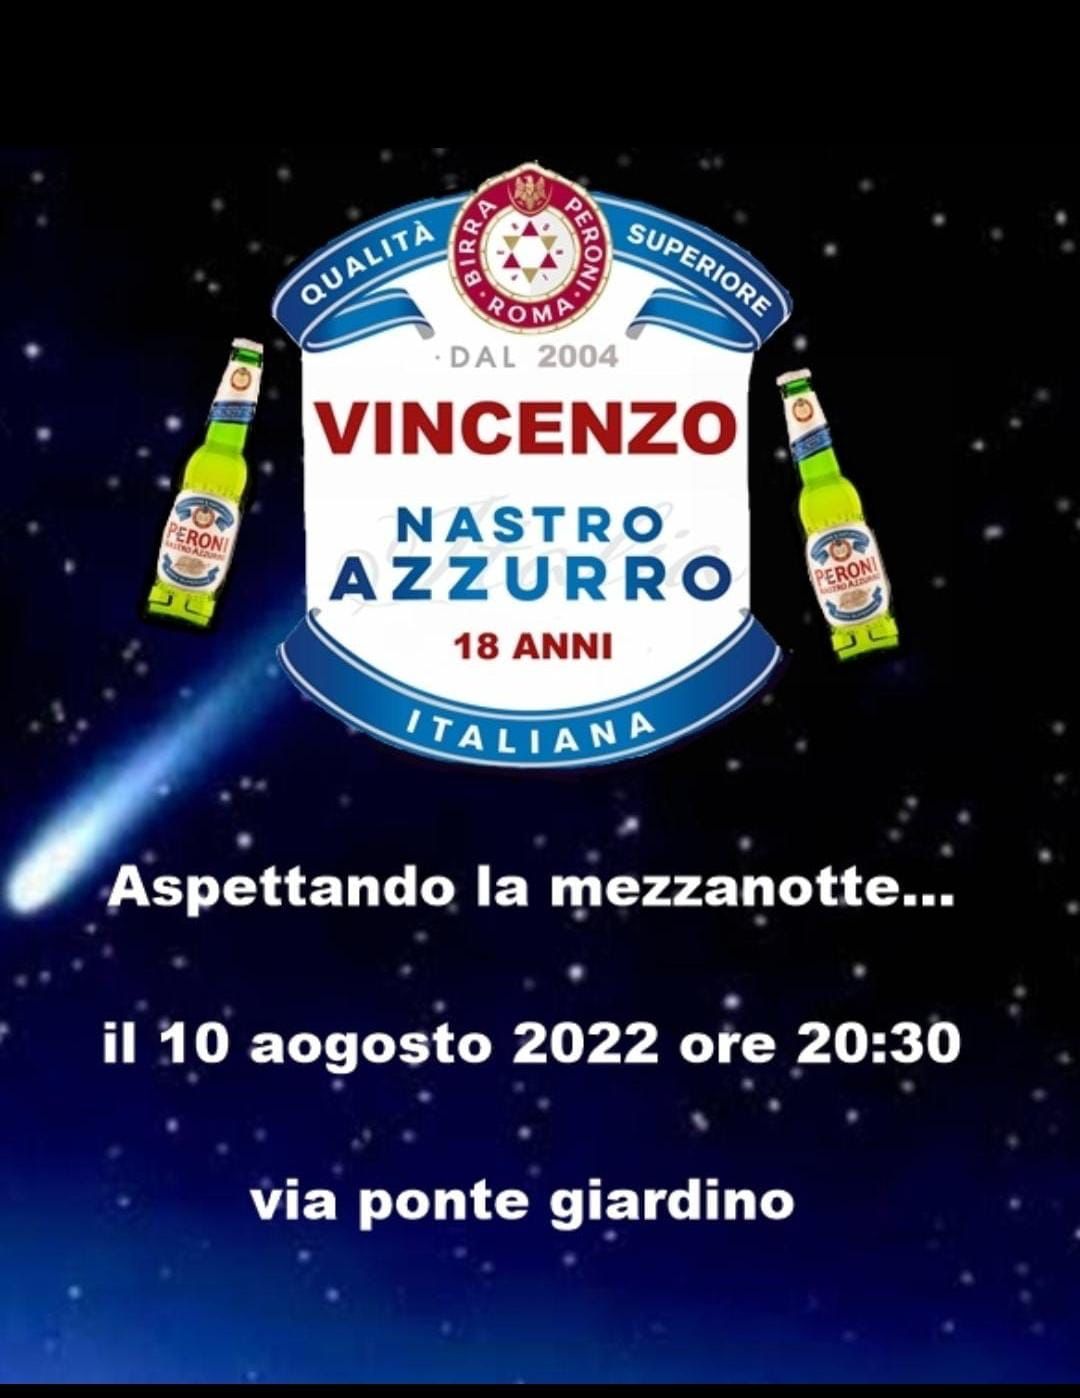 QUALITÀ SUPERIORE
BIRRA PERONI
· ROMA ·
· DAL 2004
VINCENZO
Italia
NASTRO
AZZURRO
18 ANNI
ITALIANA
PERONI
NASTRO AZZURRO
PERONI
NASTRO AZZURRO
Aspettando la mezzanotte...
il 10 aogosto 2022 ore 20:30
via ponte giardino